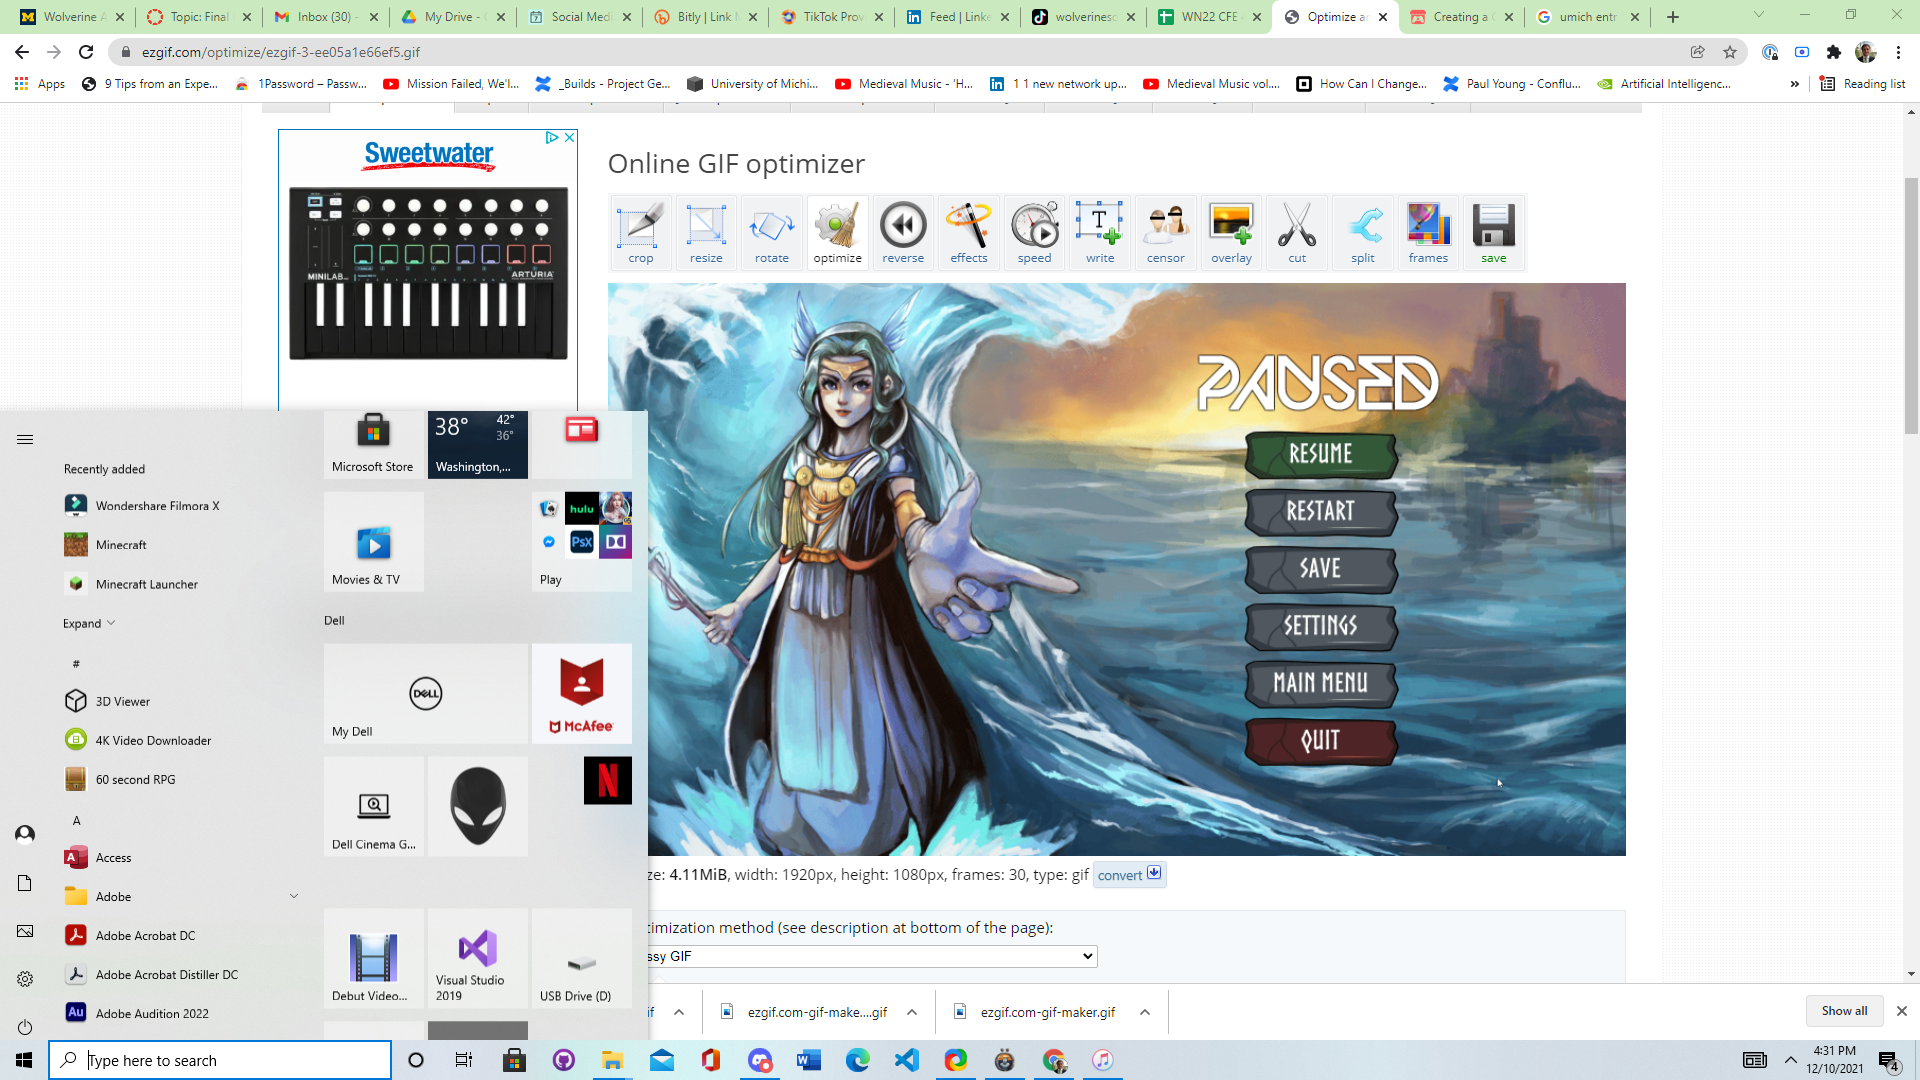 Wolverine A
Topic: Final
Inbox (30) -
My Drive - G
Social Medi
Bitly | Link M
TikTok Prov
Feed | Linke
wolverinesc
WN22 CFE
Optimize an
Creating a G
umich entr
ezgif.com/optimize/ezgif-3-ee05a1e66ef5.gif
Apps
9 Tips from an Expe...
1Password – Passw...
Mission Failed, We'l...
_Builds - Project Ge...
University of Michi...
Medieval Music - 'H...
1 1 new network up...
Medieval Music vol....
How Can I Change...
Paul Young - Conflu...
Artificial Intelligenc...
»
Reading list
Sweetwater
MINILAB
ARTURIA
Online GIF optimizer
crop
resize
rotate
optimize
reverse
effects
speed
T
write
censor
overlay
cut
split
frames
save
PAUSED
RESUME
RESTART
SAVE
SETTINGS
MAIN MENU
QUIT
ze: 4.11MiB, width: 1920px, height: 1080px, frames: 30, type: gif
convert
timization method (see description at bottom of the page):
ssy GIF
Recently added
Wondershare Filmora X
Minecraft
Minecraft Launcher
Expand
#
3D Viewer
4K Video Downloader
60 second RPG
A
Access
Adobe
Adobe Acrobat DC
Adobe Acrobat Distiller DC
Au
Adobe Audition 2022
Microsoft Store
38°
42°
36°
Washington,...
Movies & TV
hulu
PsX
Play
Dell
DELL
My Dell
McAfee
Dell Cinema G...
N
Debut Video...
Visual Studio
2019
USB Drive (D)
if
ezgif.com-gif-make....gif
ezgif.com-gif-maker.gif
Show all
Type here to search
4:31 PM
12/10/2021
4